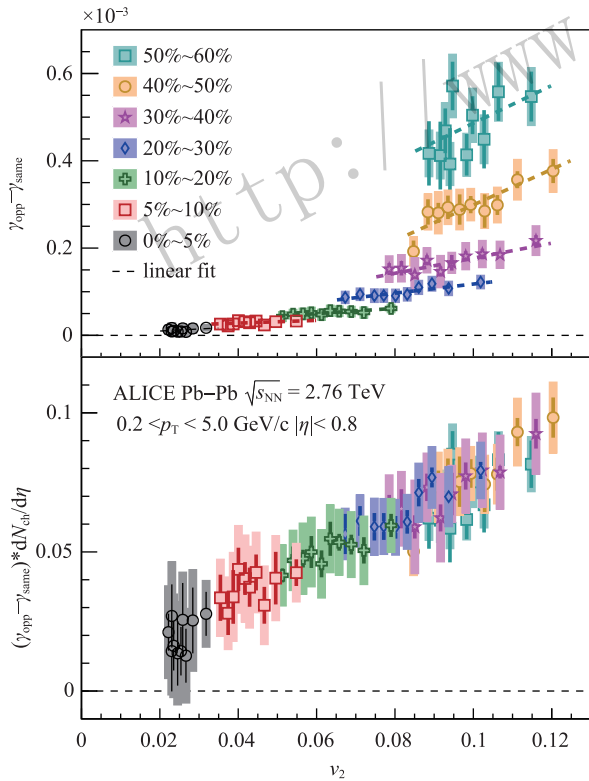 ×10⁻³
0.6
0.4
0.2
0
γopp−γsame
50%~60%
40%~50%
30%~40%
20%~30%
10%~20%
5%~10%
0%~5%
linear fit
http://www
ALICE Pb−Pb √sNN = 2.76 TeV
0.2 <pT < 5.0 GeV/c |η|< 0.8
0.1
0.05
0
(γopp−γsame)*dNch/dη
0 0.02 0.04 0.06 0.08 0.1 0.12
v2